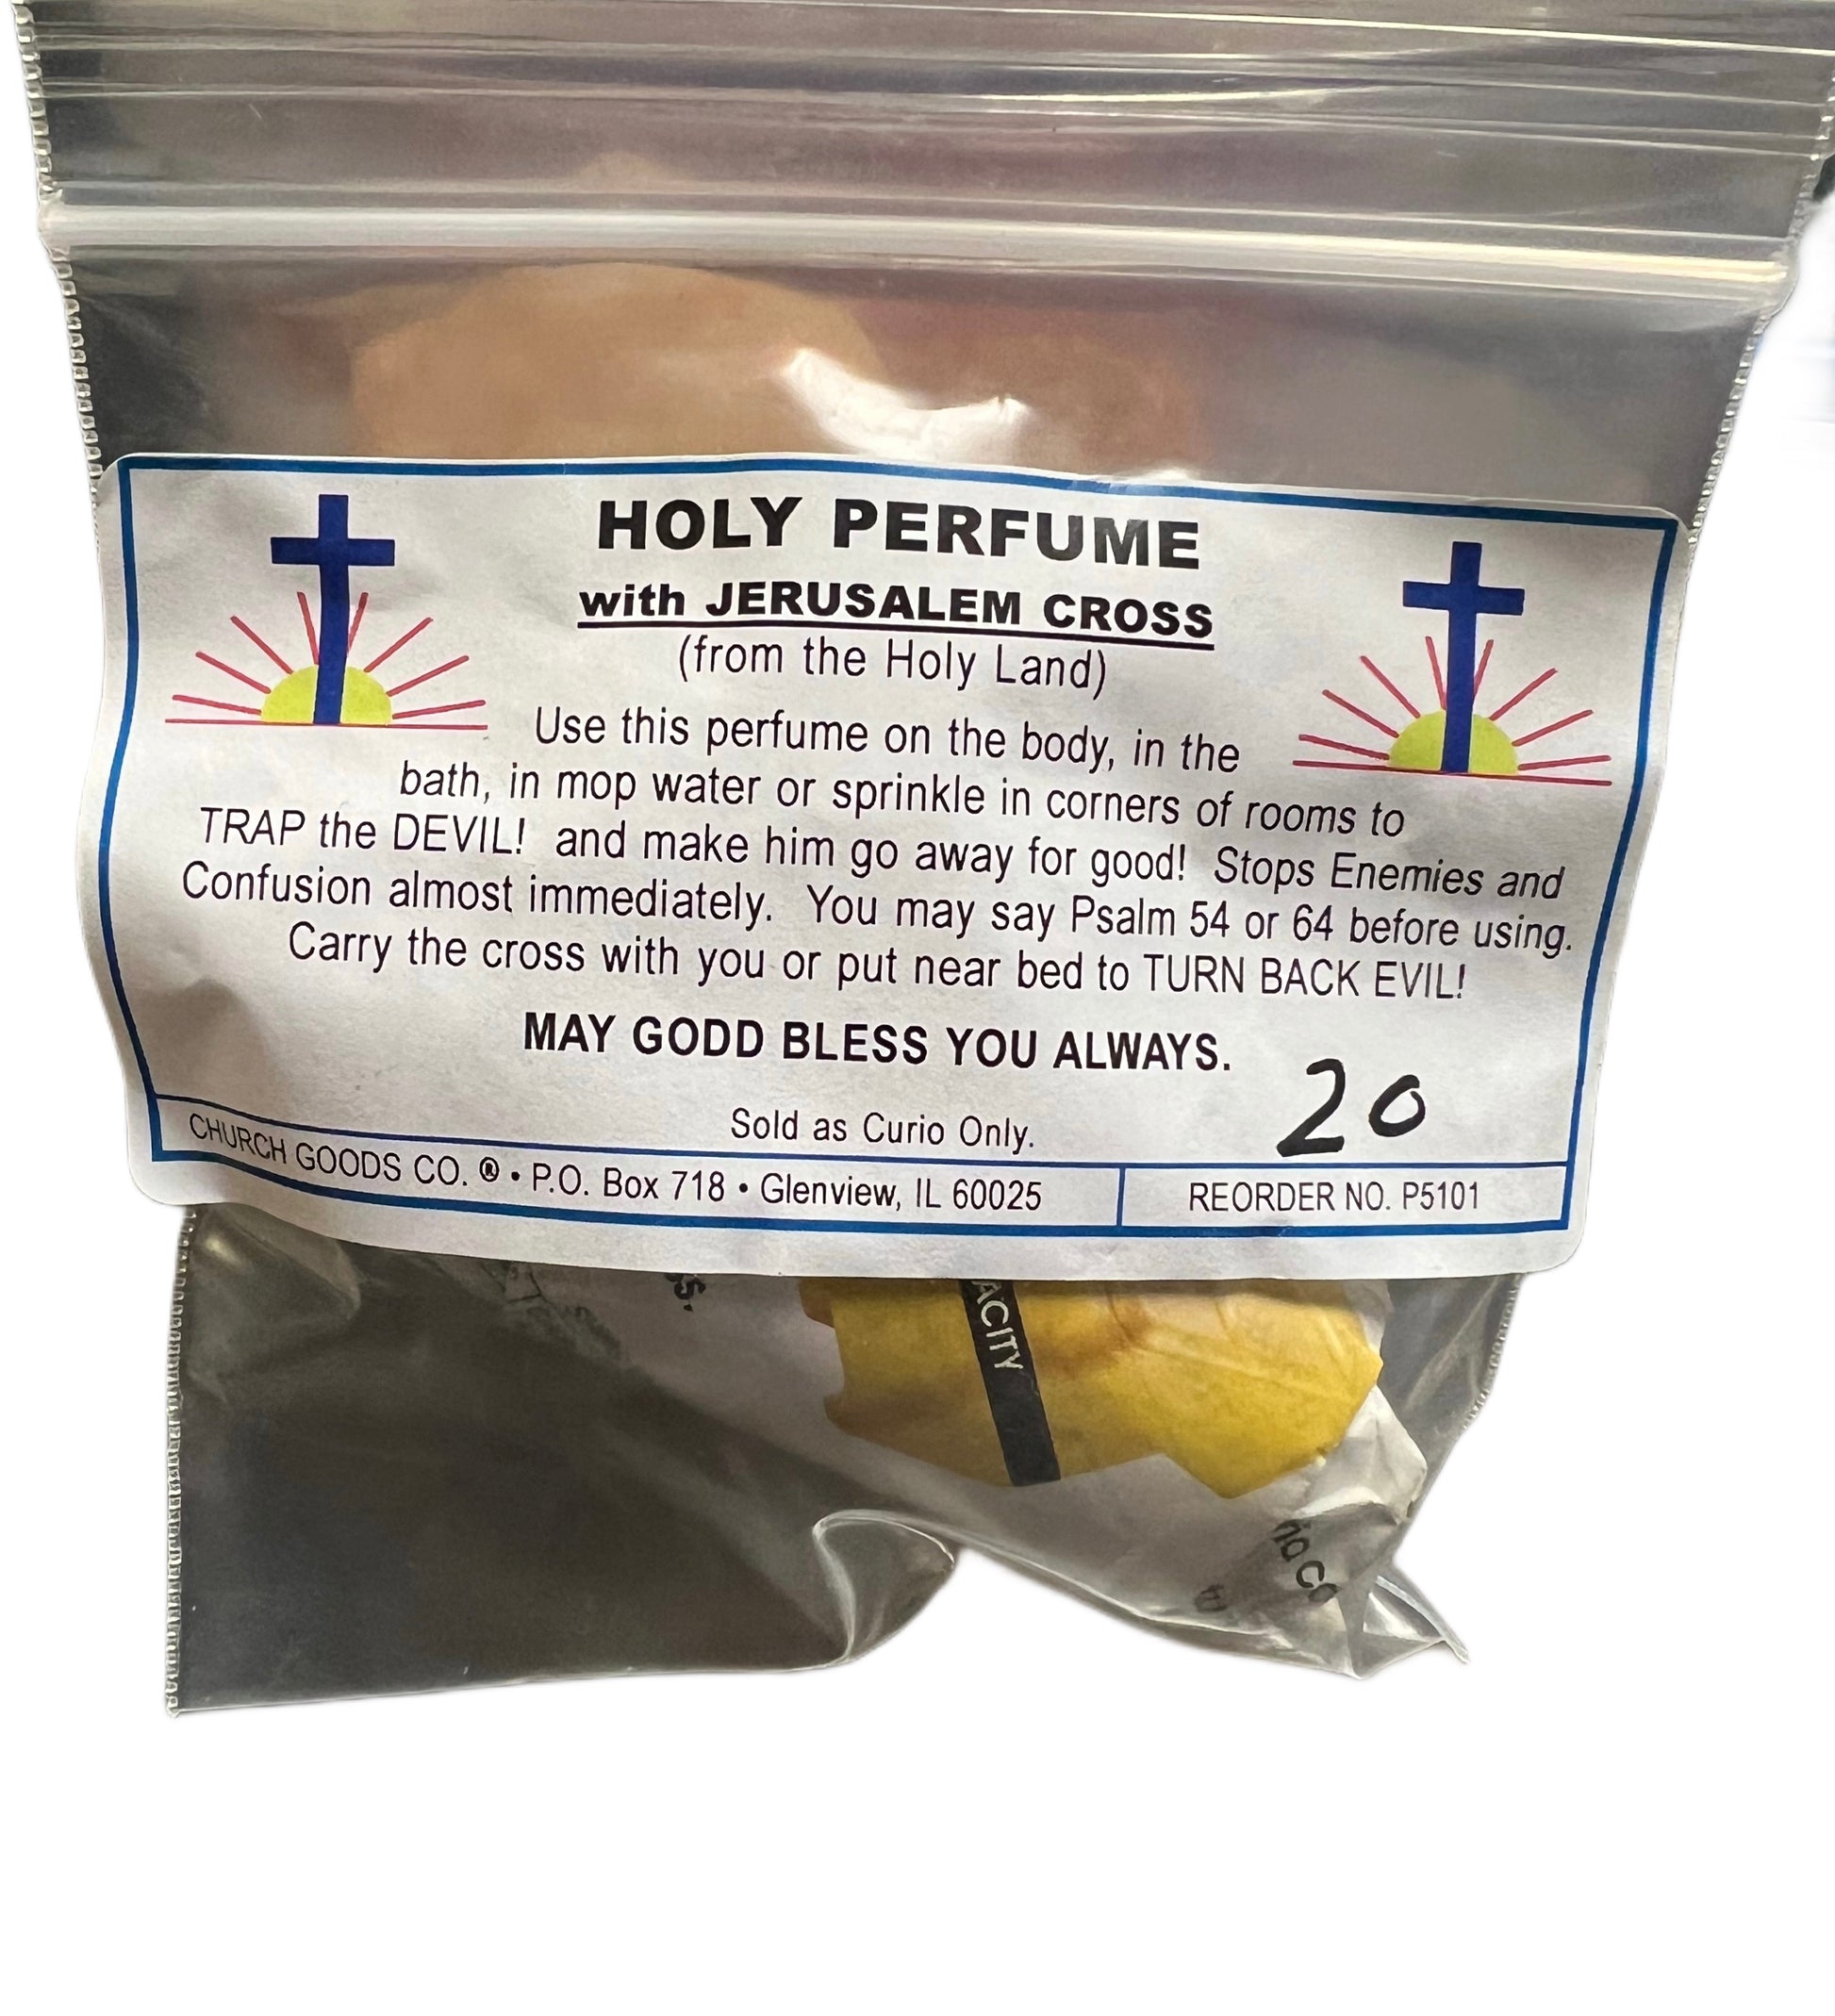 HOLY PERFUME
with JERUSALEM CROSS
(from the Holy Land)
Use this perfume on the body, in the
bath, in mop water or sprinkle in corners of rooms to
TRAP the DEVIL! and make him go away for good! Stops Enemies and
Confusion almost immediately. You may say Psalm 54 or 64 before using.
Carry the cross with you or put near bed to TURN BACK EVIL!
MAY GODD BLESS YOU ALWAYS.
20
Sold as Curio Only.
CHURCH GOODS CO. ® • P.O. Box 718 • Glenview, IL 60025
REORDER NO. P5101
ACITY